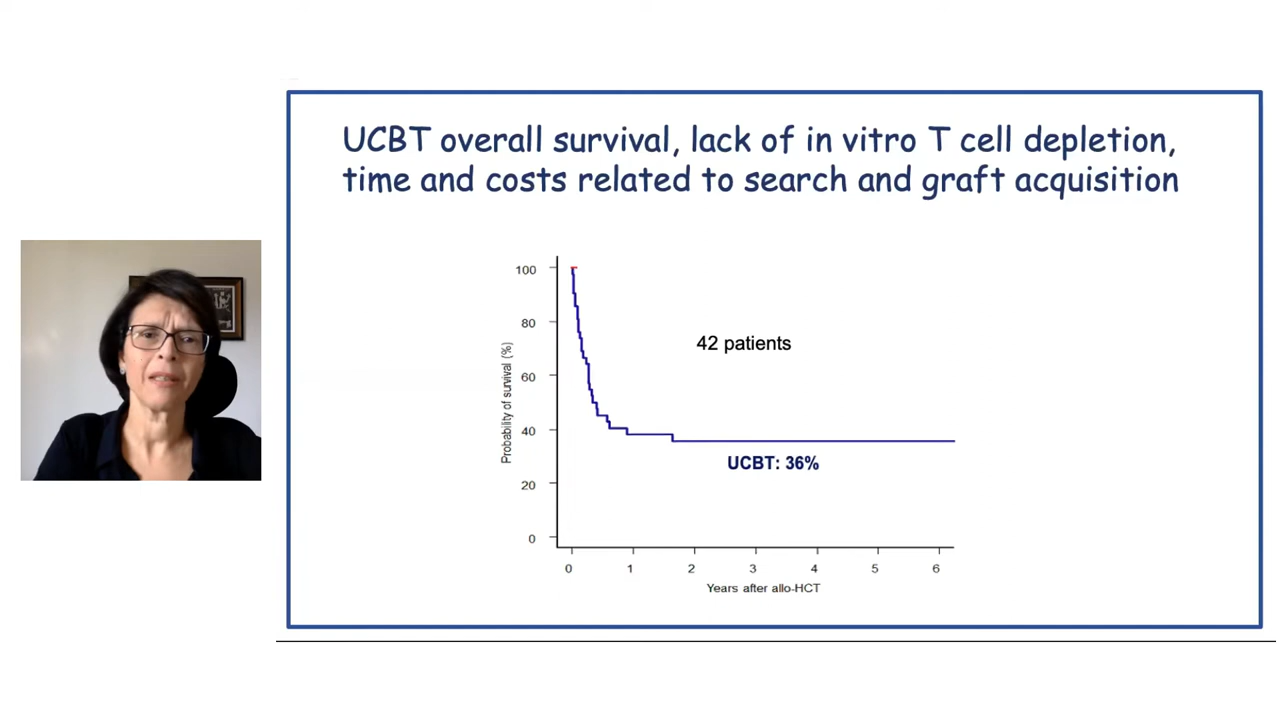 UCBT overall survival, lack of in vitro T cell depletion,
time and costs related to search and graft acquisition
100
80
60
40
20
0
Probability of survival (%)
42 patients
UCBT: 36%
0 1 2 3 4 5 6
Years after allo-HCT